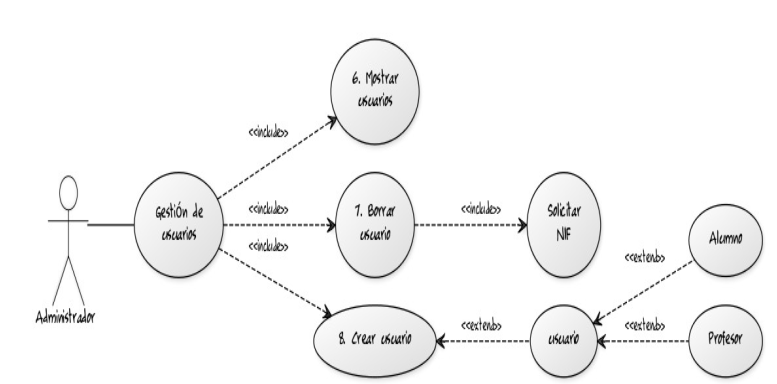 6. Mostrar
usuarios
<<include>>
Gestión de
usuarios
<<include>>
7. Borrar
usuario
<<include>>
Solicitar
NIF
Alumno
<<include>>
<<extend>>
Administrador
8. Crear usuario
<<extend>>
usuario
<<extend>>
Profesor